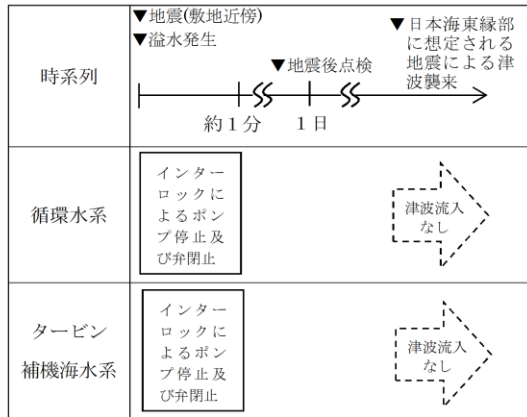 時系列
▼地震(敷地近傍)
▼溢水発生
▼地震後点検
▼日本海東縁部
に想定される
地震による津
波襲来
約1分
1日
循環水系
インター
ロックに
よるポン
プ停止及
び弁閉止
津波流入
なし
タービン
補機海水系
インター
ロックに
よるポン
プ停止及
び弁閉止
津波流入
なし